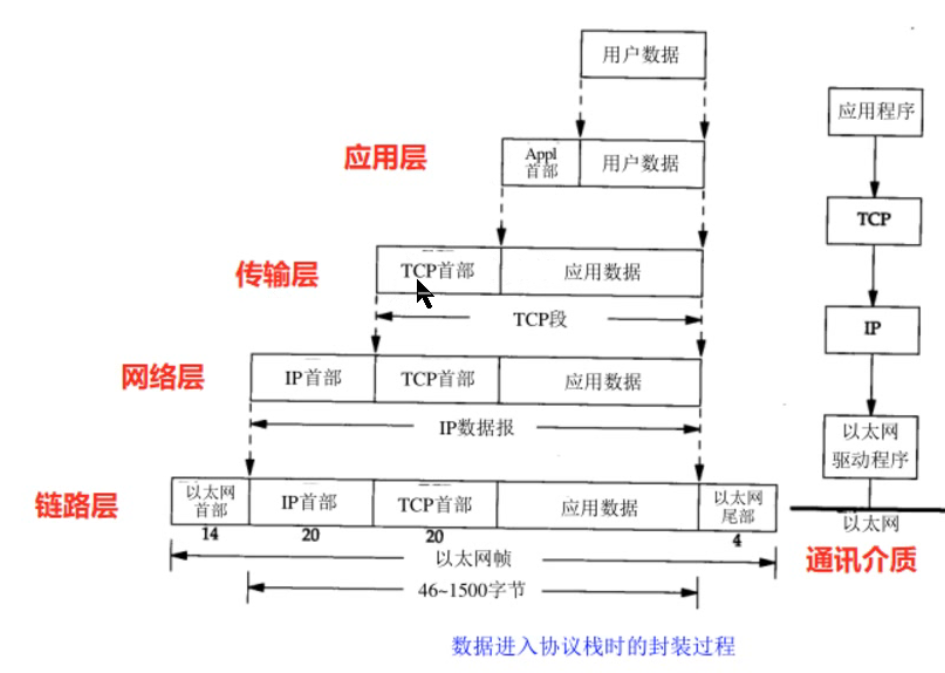 用户数据
应用程序
应用层
Appl
首部
用户数据
TCP
传输层
TCP首部
应用数据
TCP段
IP
网络层
IP首部
TCP首部
应用数据
IP数据报
以太网
驱动程序
链路层
以太网
首部
IP首部
TCP首部
应用数据
以太网
尾部
14
20
20
4
以太网
以太网帧
通讯介质
46~1500字节
数据进入协议栈时的封装过程